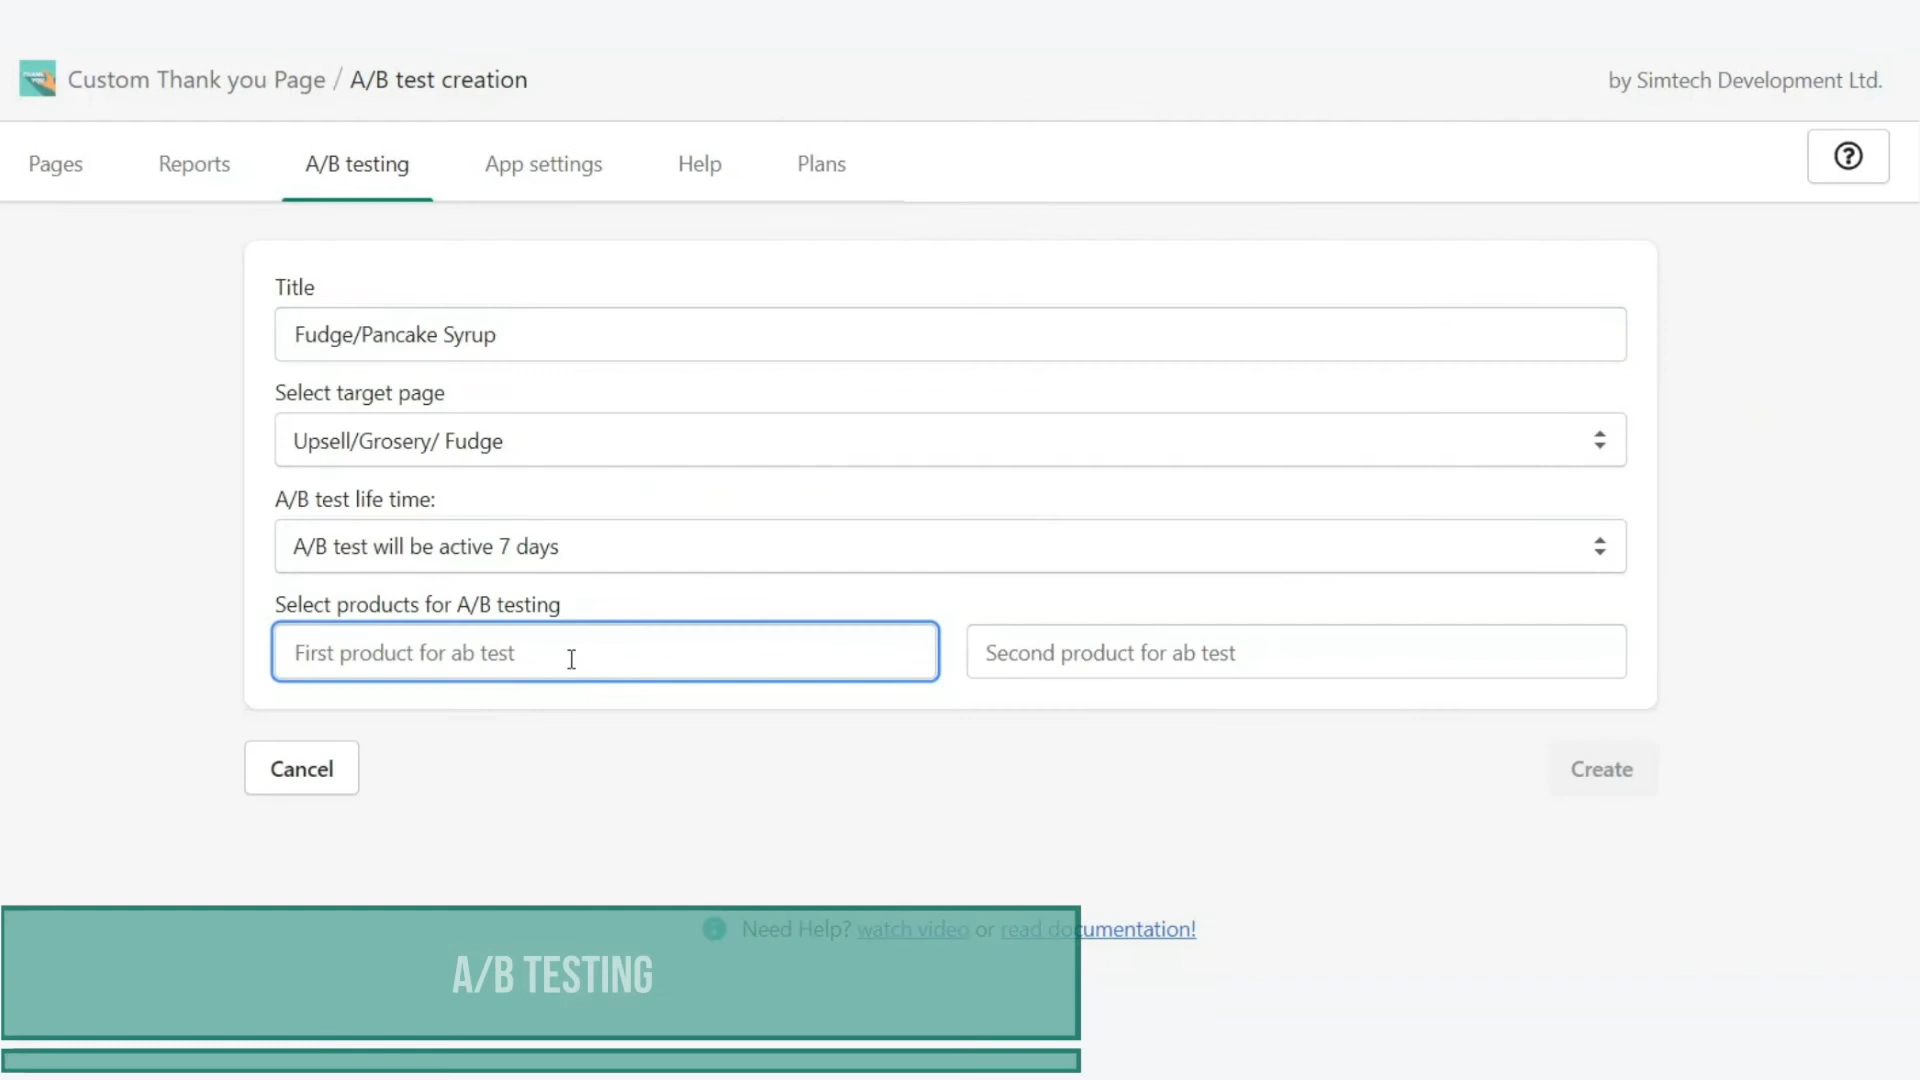 Custom Thank you Page / A/B test creation
by Simtech Development Ltd.
Pages Reports A/B testing App settings Help Plans
Title
Fudge/Pancake Syrup
Select target page
Upsell/Grosery/ Fudge
A/B test life time:
A/B test will be active 7 days
Select products for A/B testing
First product for ab test Second product for ab test
Cancel Create
Need Help? watch video or read documentation!
A/B TESTING